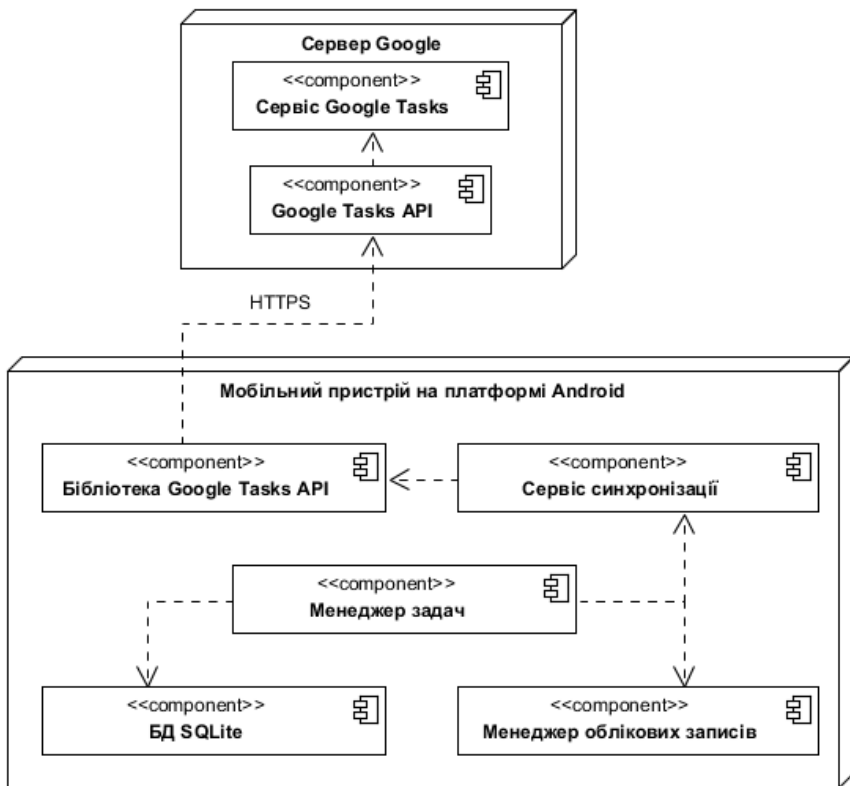 Сервер Google
<<component>>
Сервіс Google Tasks
<<component>>
Google Tasks API
HTTPS
Мобільний пристрій на платформі Android
<<component>>
Бібліотека Google Tasks API
<<component>>
Сервіс синхронізації
<<component>>
Менеджер задач
<<component>>
БД SQLite
<<component>>
Менеджер облікових записів